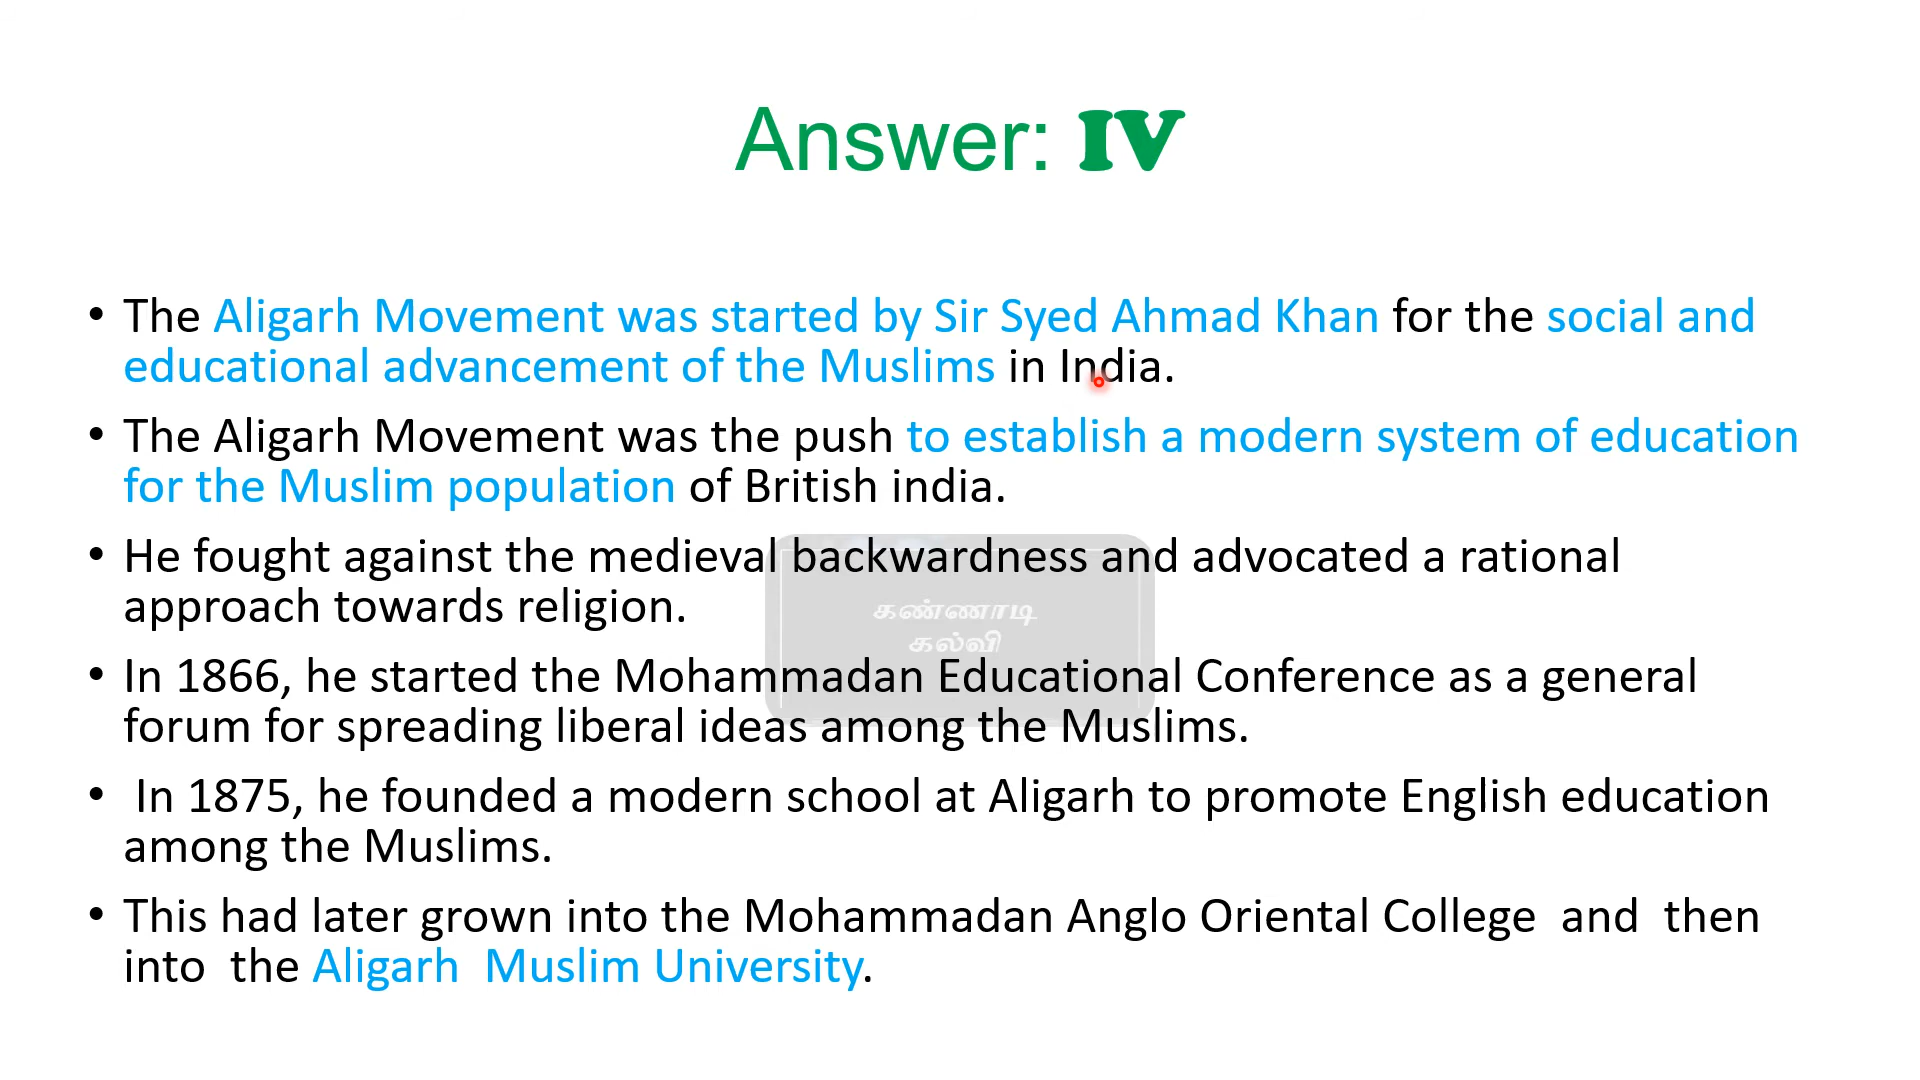 Answer: IV
• The Aligarh Movement was started by Sir Syed Ahmad Khan for the social and
educational advancement of the Muslims in India.
• The Aligarh Movement was the push to establish a modern system of education
for the Muslim population of British india.
• He fought against the medieval backwardness and advocated a rational
approach towards religion.
கண்ணாடி
கல்வி
• In 1866, he started the Mohammadan Educational Conference as a general
forum for spreading liberal ideas among the Muslims.
• In 1875, he founded a modern school at Aligarh to promote English education
among the Muslims.
• This had later grown into the Mohammadan Anglo Oriental College and then
into the Aligarh Muslim University.